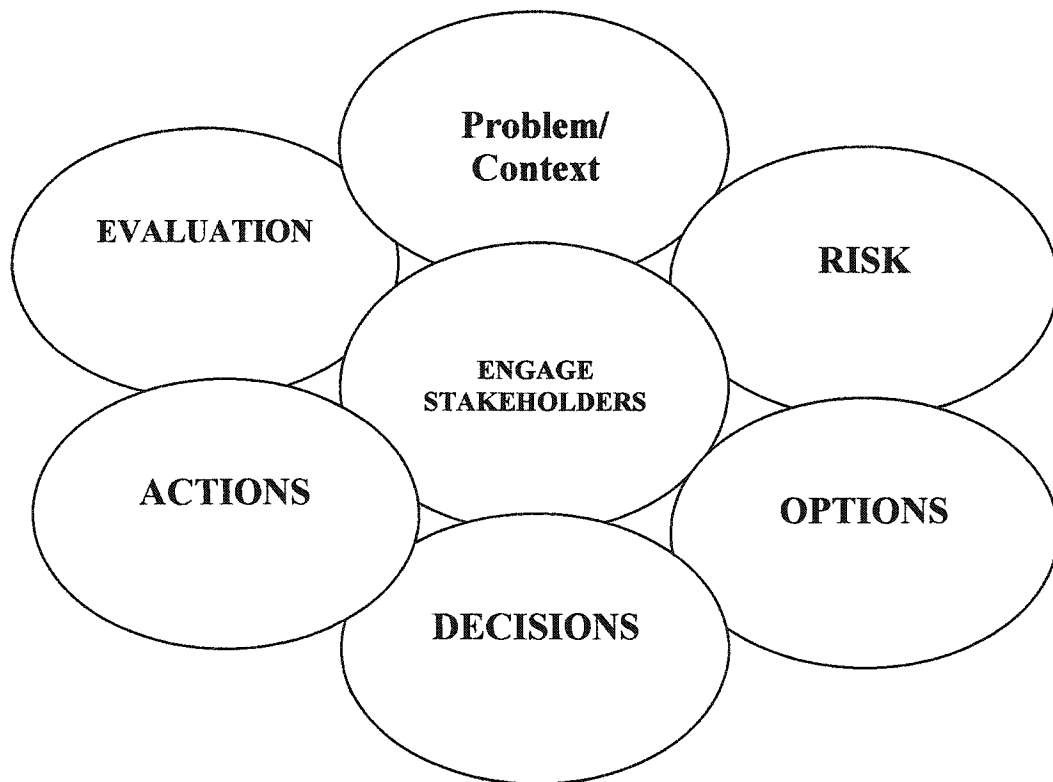 Problem/
Context
EVALUATION
RISK
ENGAGE
STAKEHOLDERS
ACTIONS
OPTIONS
DECISIONS